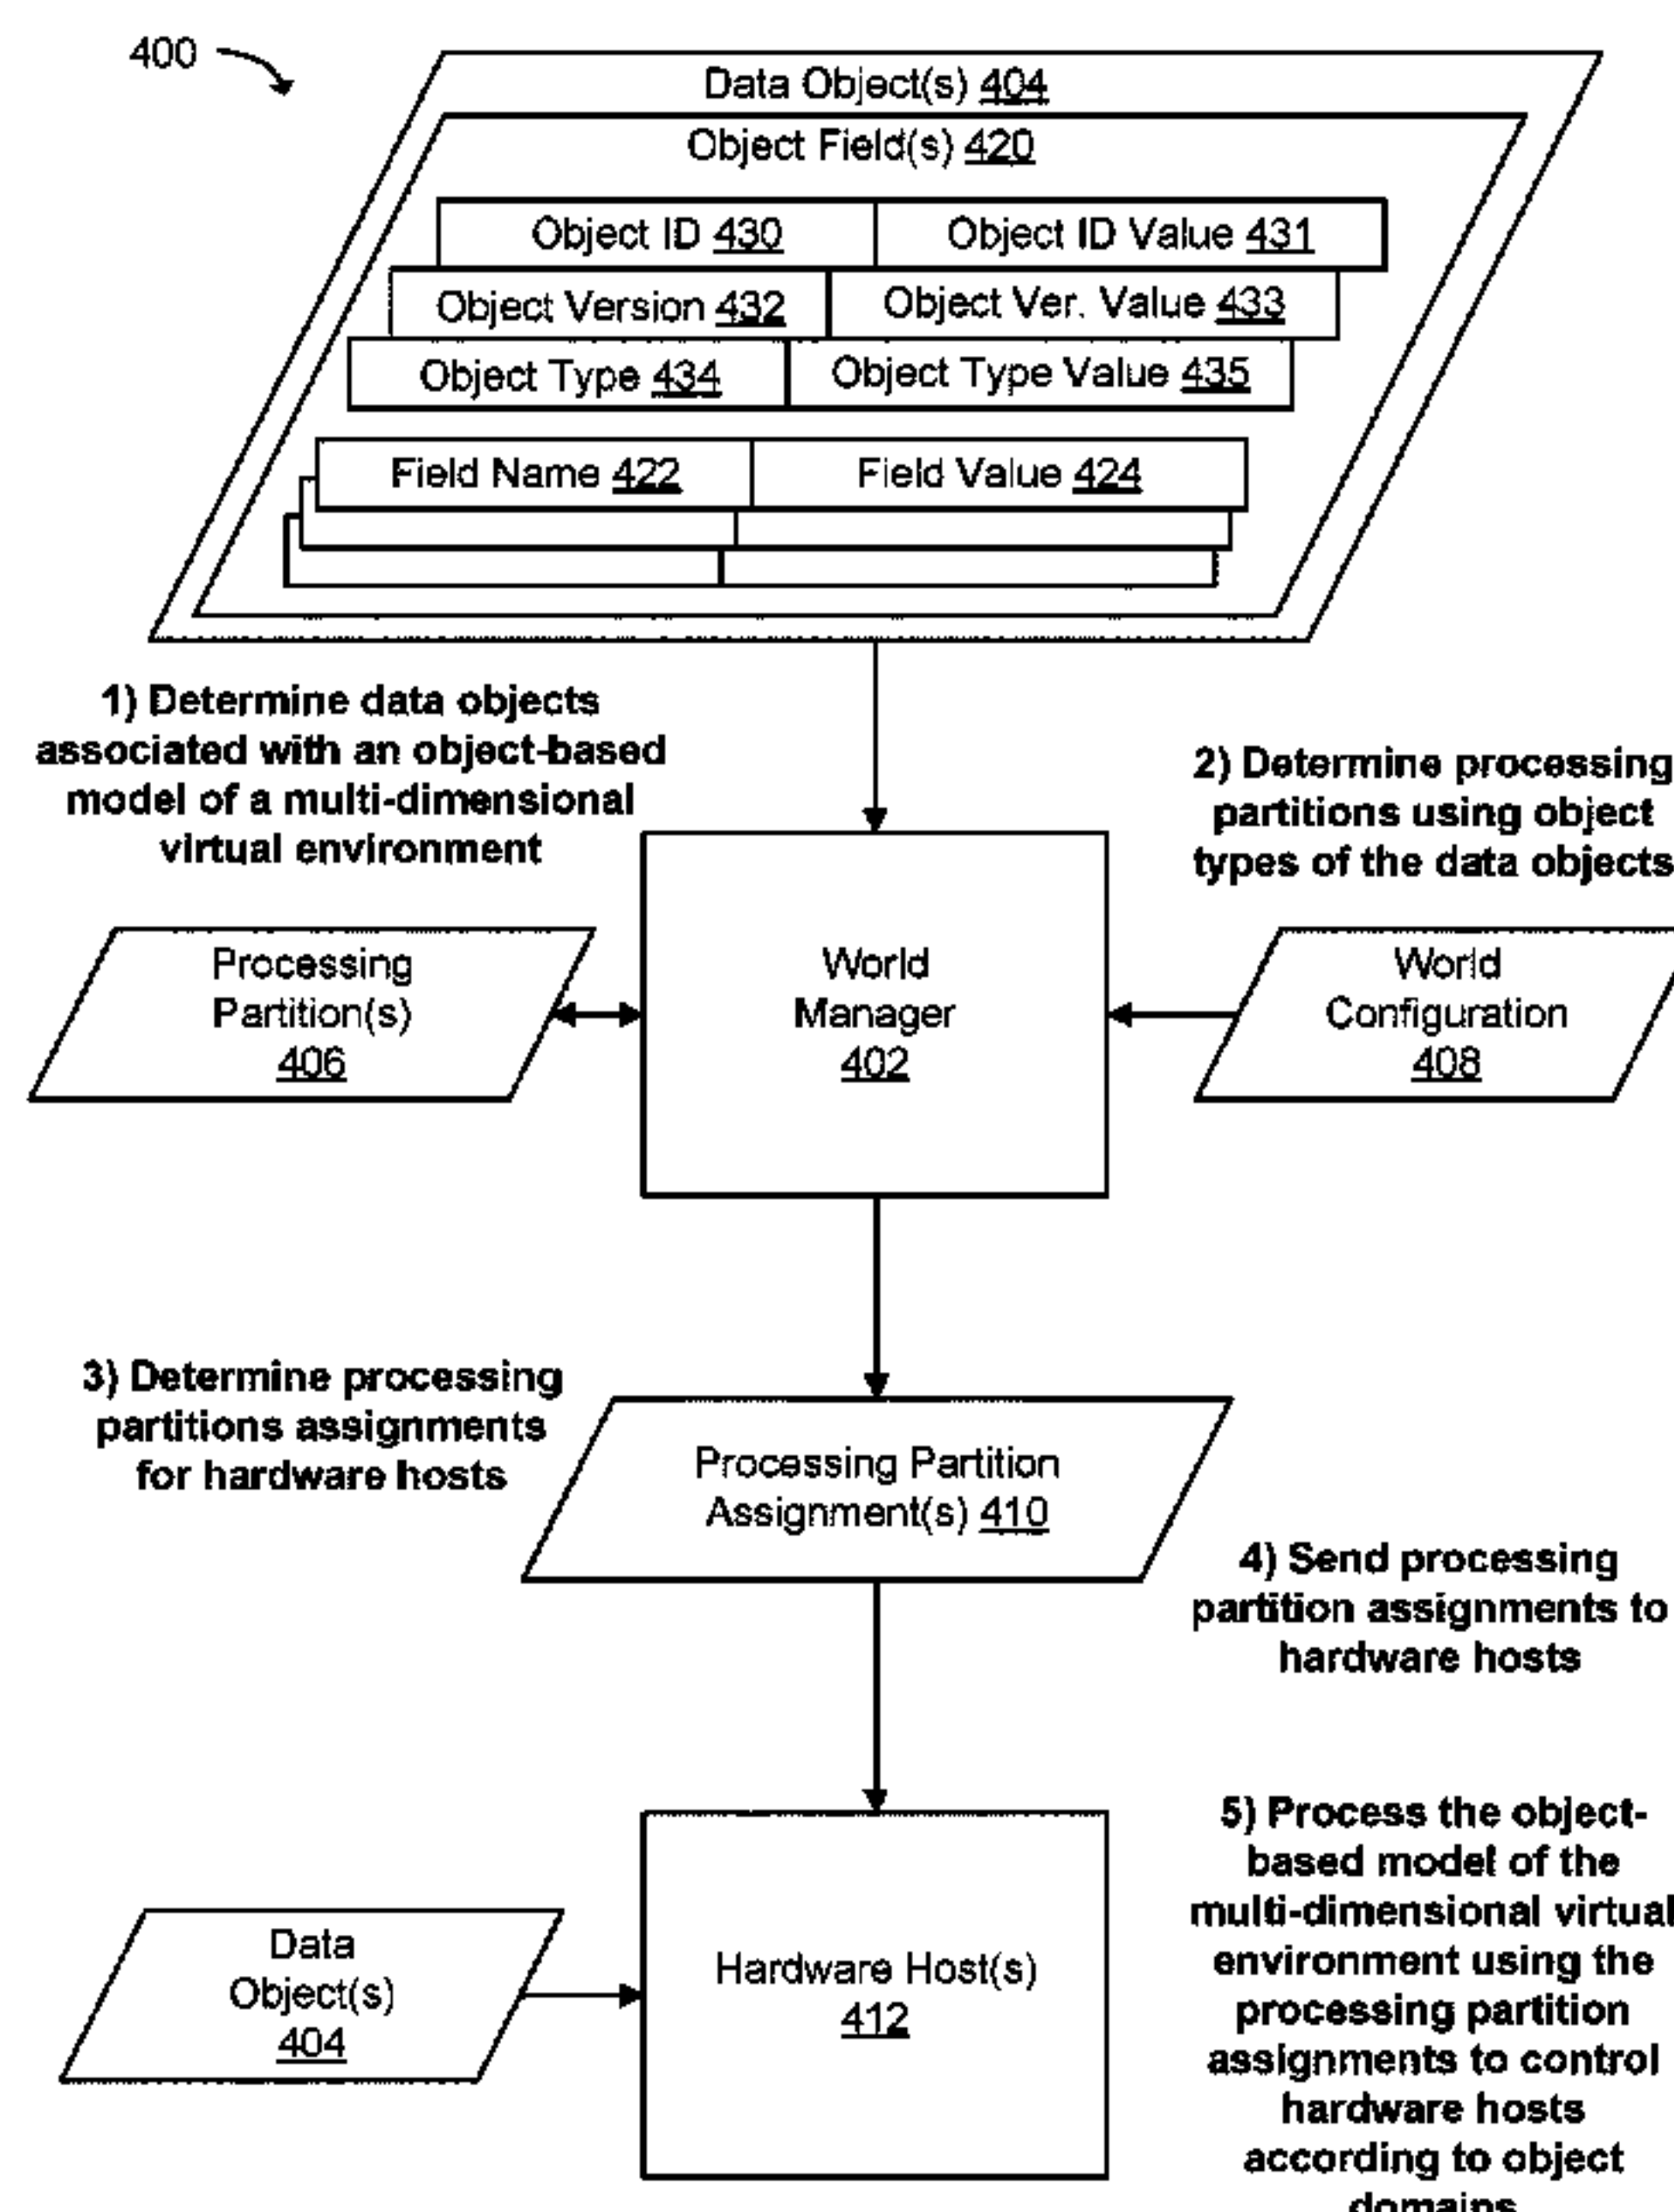 400
Data Object(s) 404
Object Field(s) 420
Object ID 430 Object ID Value 431
Object Version 432 Object Ver. Value 433
Object Type 434 Object Type Value 435
Field Name 422 Field Value 424
1) Determine data objects
associated with an object-based
model of a multi-dimensional
virtual environment
2) Determine processing
partitions using object
types of the data objects
Processing
Partition(s)
406
World
Manager
402
World
Configuration
408
3) Determine processing
partitions assignments
for hardware hosts
Processing Partition
Assignment(s) 410
4) Send processing
partition assignments to
hardware hosts
Data
Object(s)
404
Hardware Host(s)
412
5) Process the object-
based model of the
multi-dimensional virtual
environment using the
processing partition
assignments to control
hardware hosts
according to object
domains